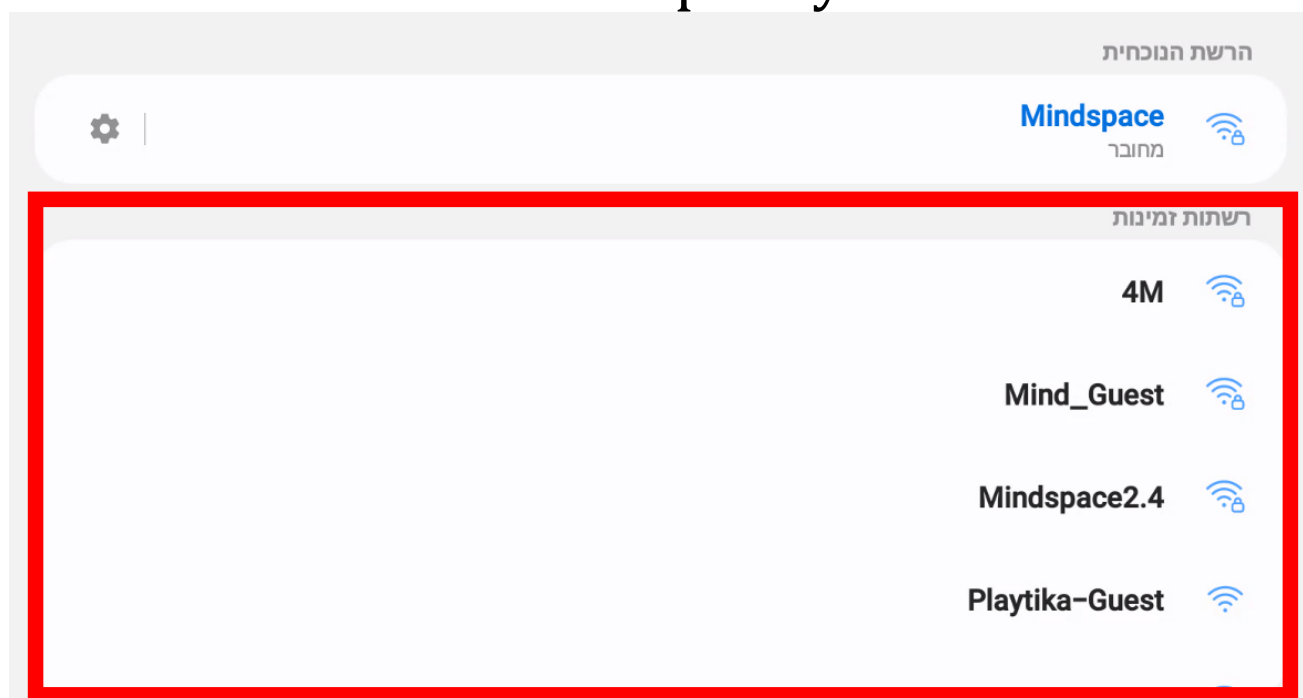 הרשת הנוכחית
Mindspace
מחובר
רשתות זמינות
4M
Mind_Guest
Mindspace2.4
Playtika-Guest